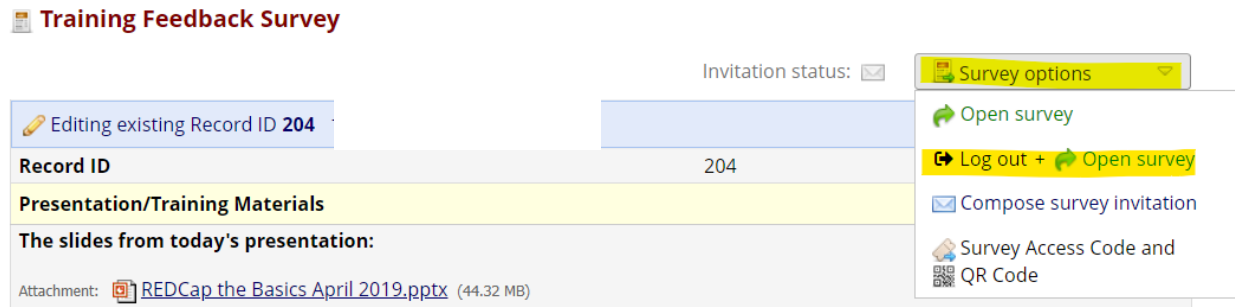 Training Feedback Survey
Invitation status:
Survey options
Open survey
Log out + Open survey
Compose survey invitation
Survey Access Code and
QR Code
Editing existing Record ID 204
Record ID 204
Presentation/Training Materials
The slides from today's presentation:
Attachment: REDCap the Basics April 2019.pptx (44.32 MB)